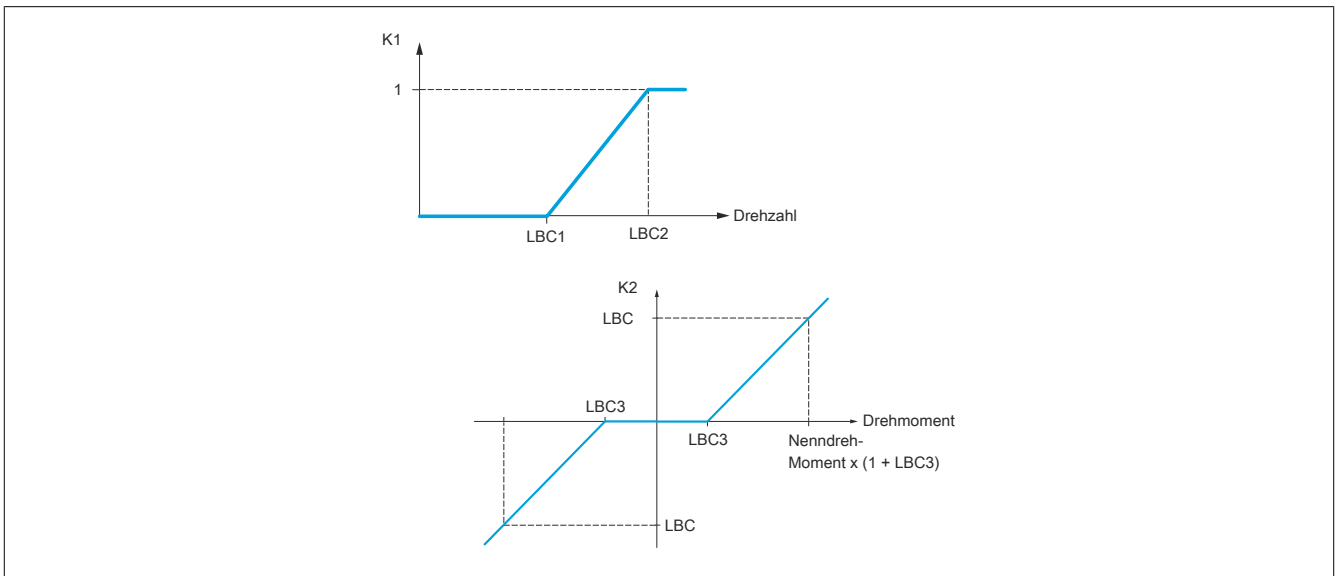 K1
1
Drehzahl
LBC1
LBC2
K2
LBC
LBC3
Drehmoment
LBC3
Nenndreh-
Moment x (1 + LBC3)
LBC